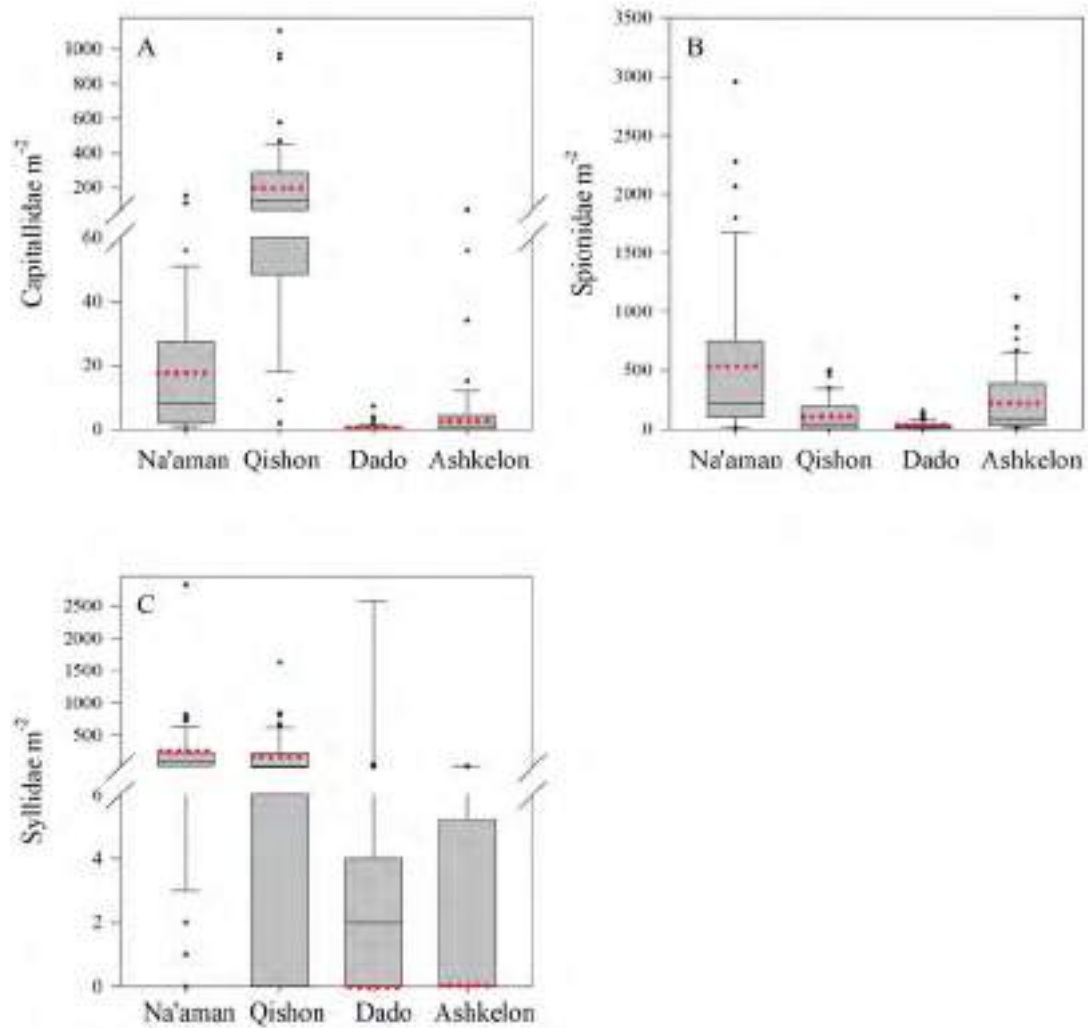 A
Capitallidae m-2
1000
800
600
400
200
60
40
20
0
Na'aman Qishon Dado Ashkelon
B
Spionidae m-2
3500
3000
2500
2000
1500
1000
500
0
Na'aman Qishon Dado Ashkelon
C
Syllidae m-2
2500
2000
1500
1000
500
6
4
2
0
Na'aman Qishon Dado Ashkelon